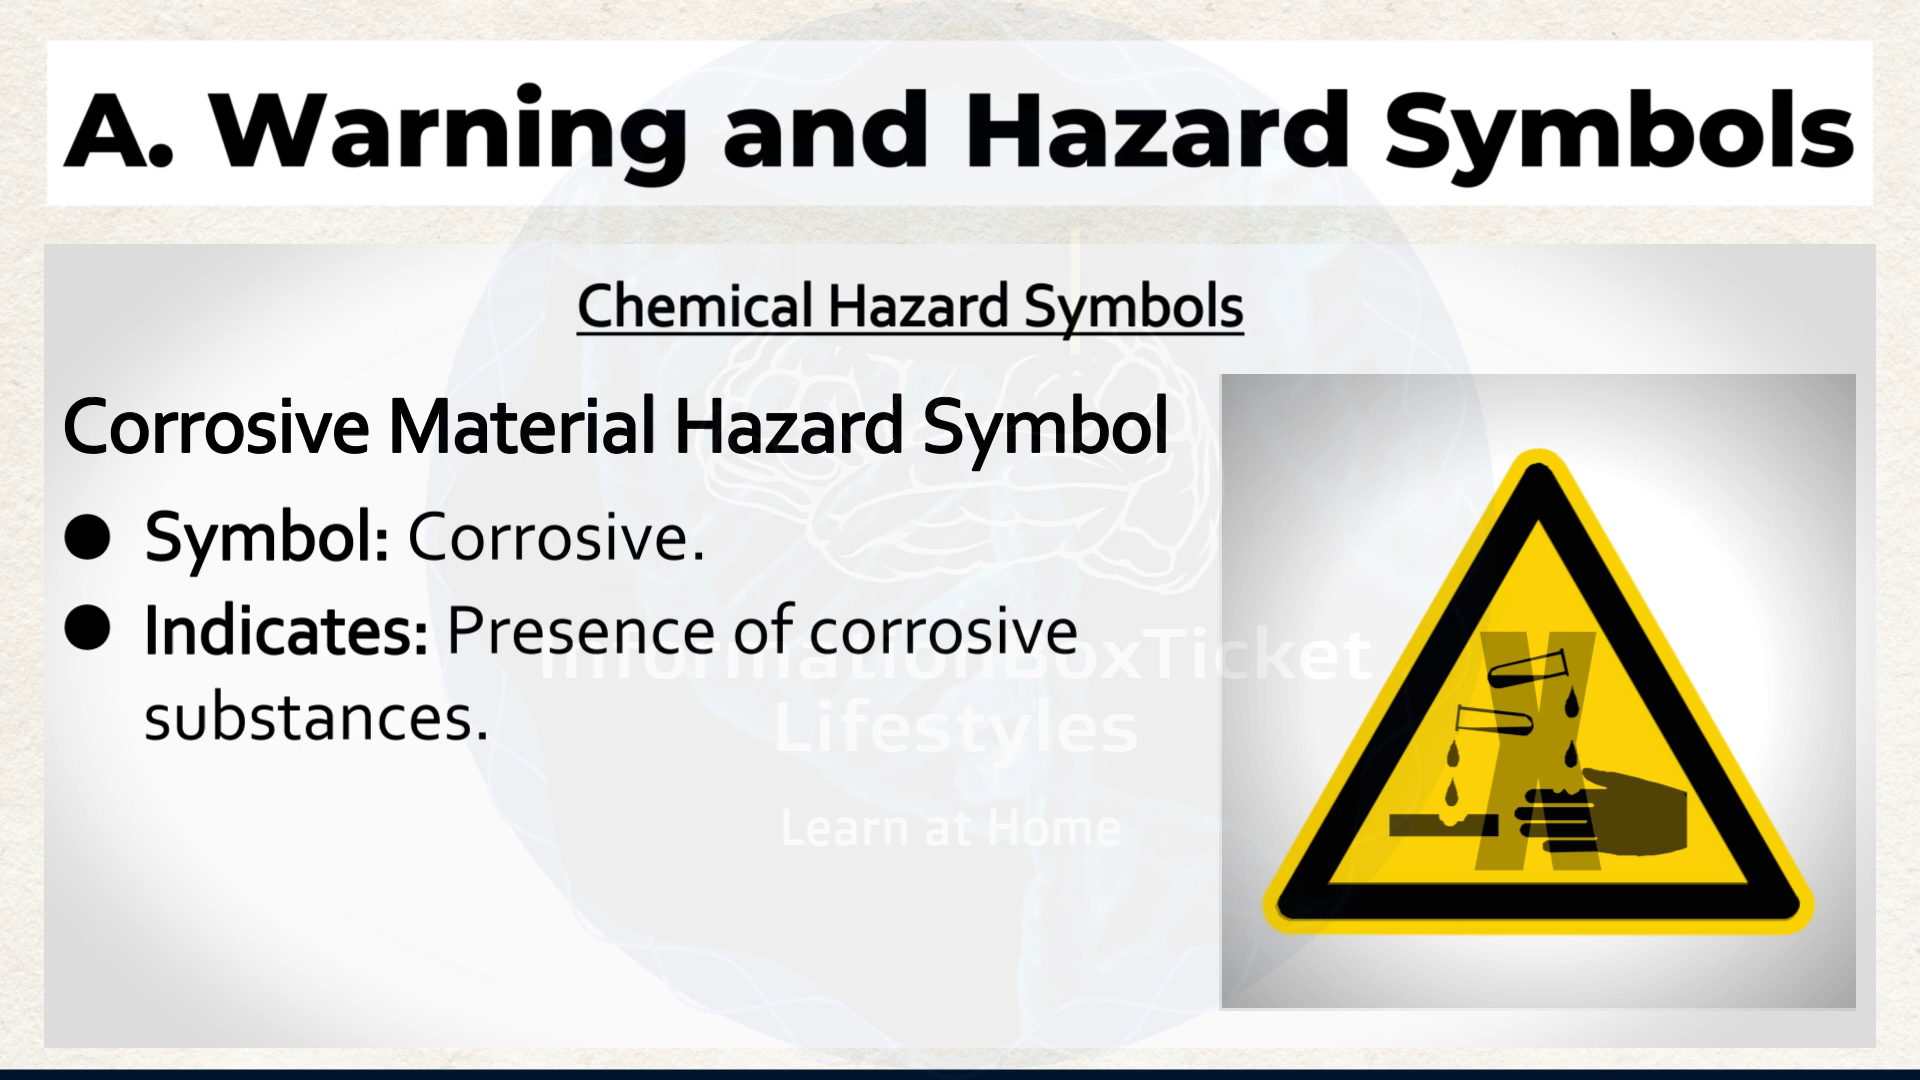 A. Warning and Hazard Symbols
Chemical Hazard Symbols
Corrosive Material Hazard Symbol
● Symbol: Corrosive.
● Indicates: Presence of corrosive
substances.
InformationBoxTicket
Lifestyles
Learn at Home
X